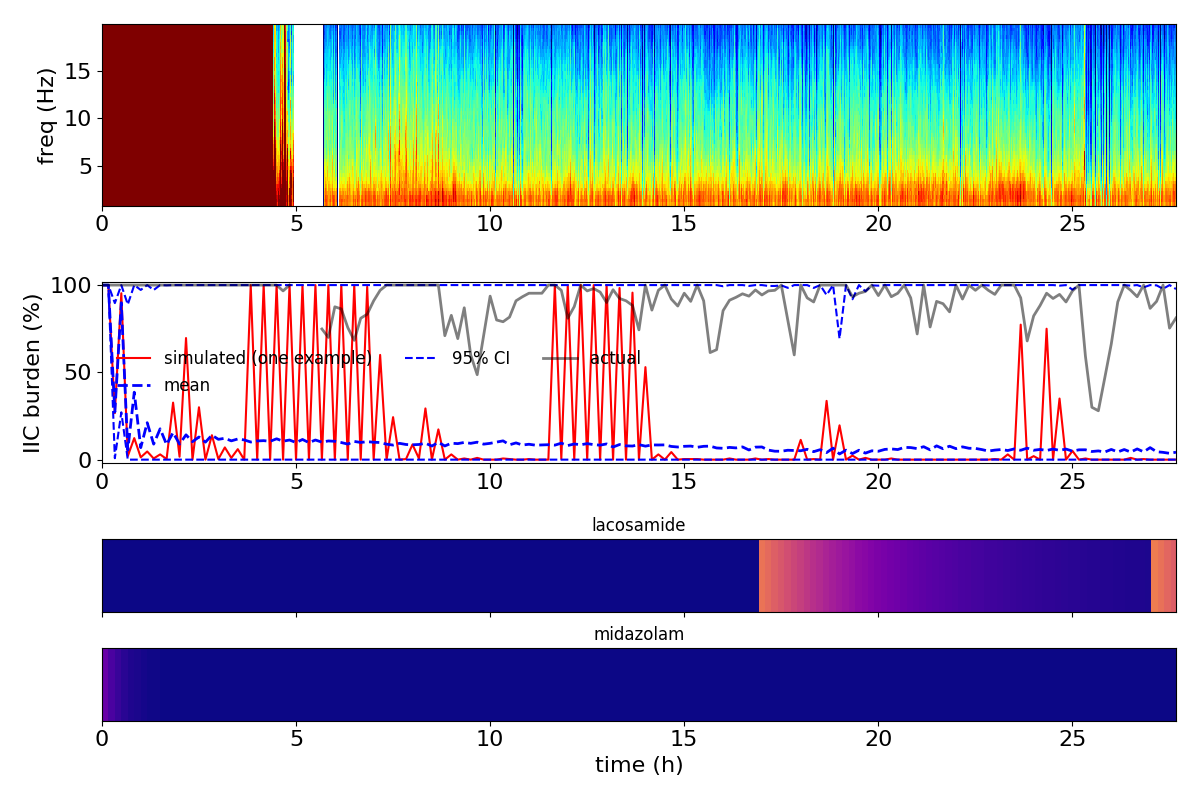 freq (Hz)
15
10
5
0 5 10 15 20 25
IIC burden (%)
100
50
0
simulated (one example) 95% CI actual
mean
0 5 10 15 20 25
lacosamide
midazolam
0 5 10 15 20 25
time (h)